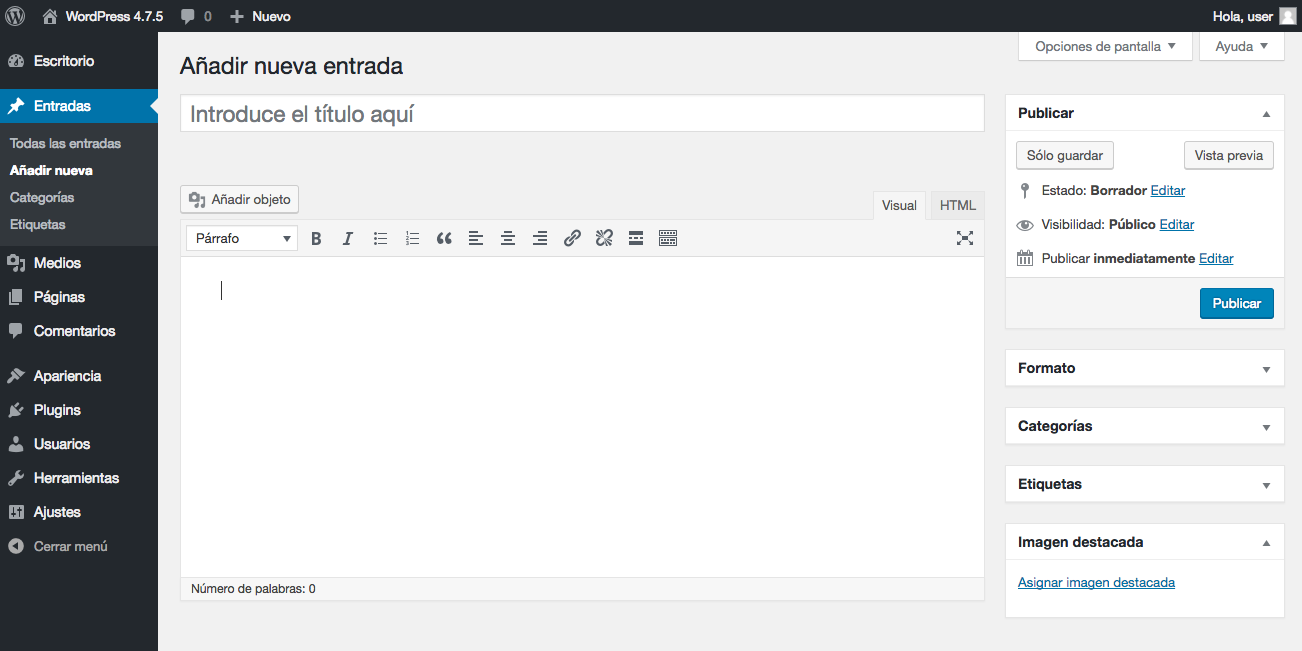 WordPress 4.7.5 0 Nuevo Hola, user
Escritorio
Entradas
Todas las entradas
Añadir nueva
Categorías
Etiquetas
Medios
Páginas
Comentarios
Apariencia
Plugins
Usuarios
Herramientas
Ajustes
Cerrar menú
Opciones de pantalla Ayuda
Añadir nueva entrada
Introduce el título aquí
Añadir objeto
Visual HTML
Párrafo B I
Número de palabras: 0
Publicar
Sólo guardar Vista previa
Estado: Borrador Editar
Visibilidad: Público Editar
Publicar inmediatamente Editar
Publicar
Formato
Categorías
Etiquetas
Imagen destacada
Asignar imagen destacada